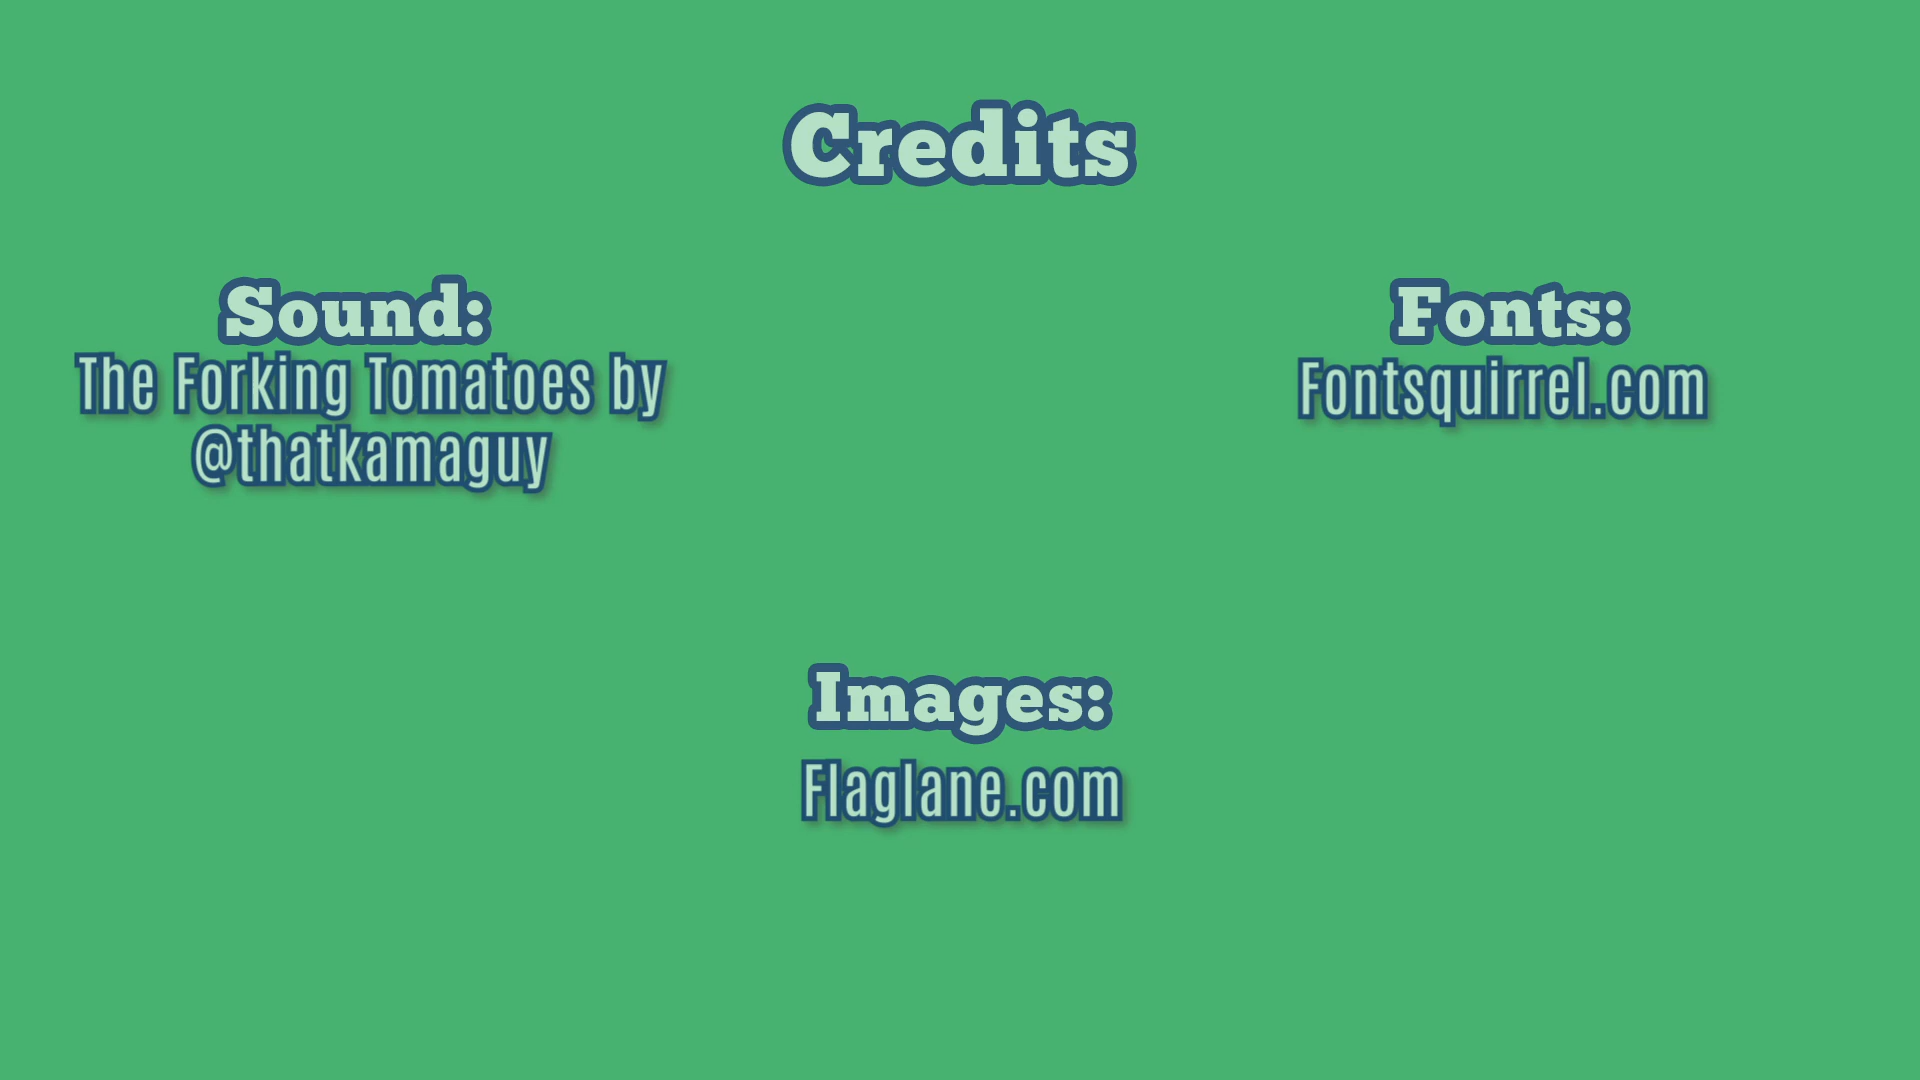 Credits
Sound:
The Forking Tomatoes by
@thatkamaguy
Fonts:
Fontsquirrel.com
Images:
Flaglane.com